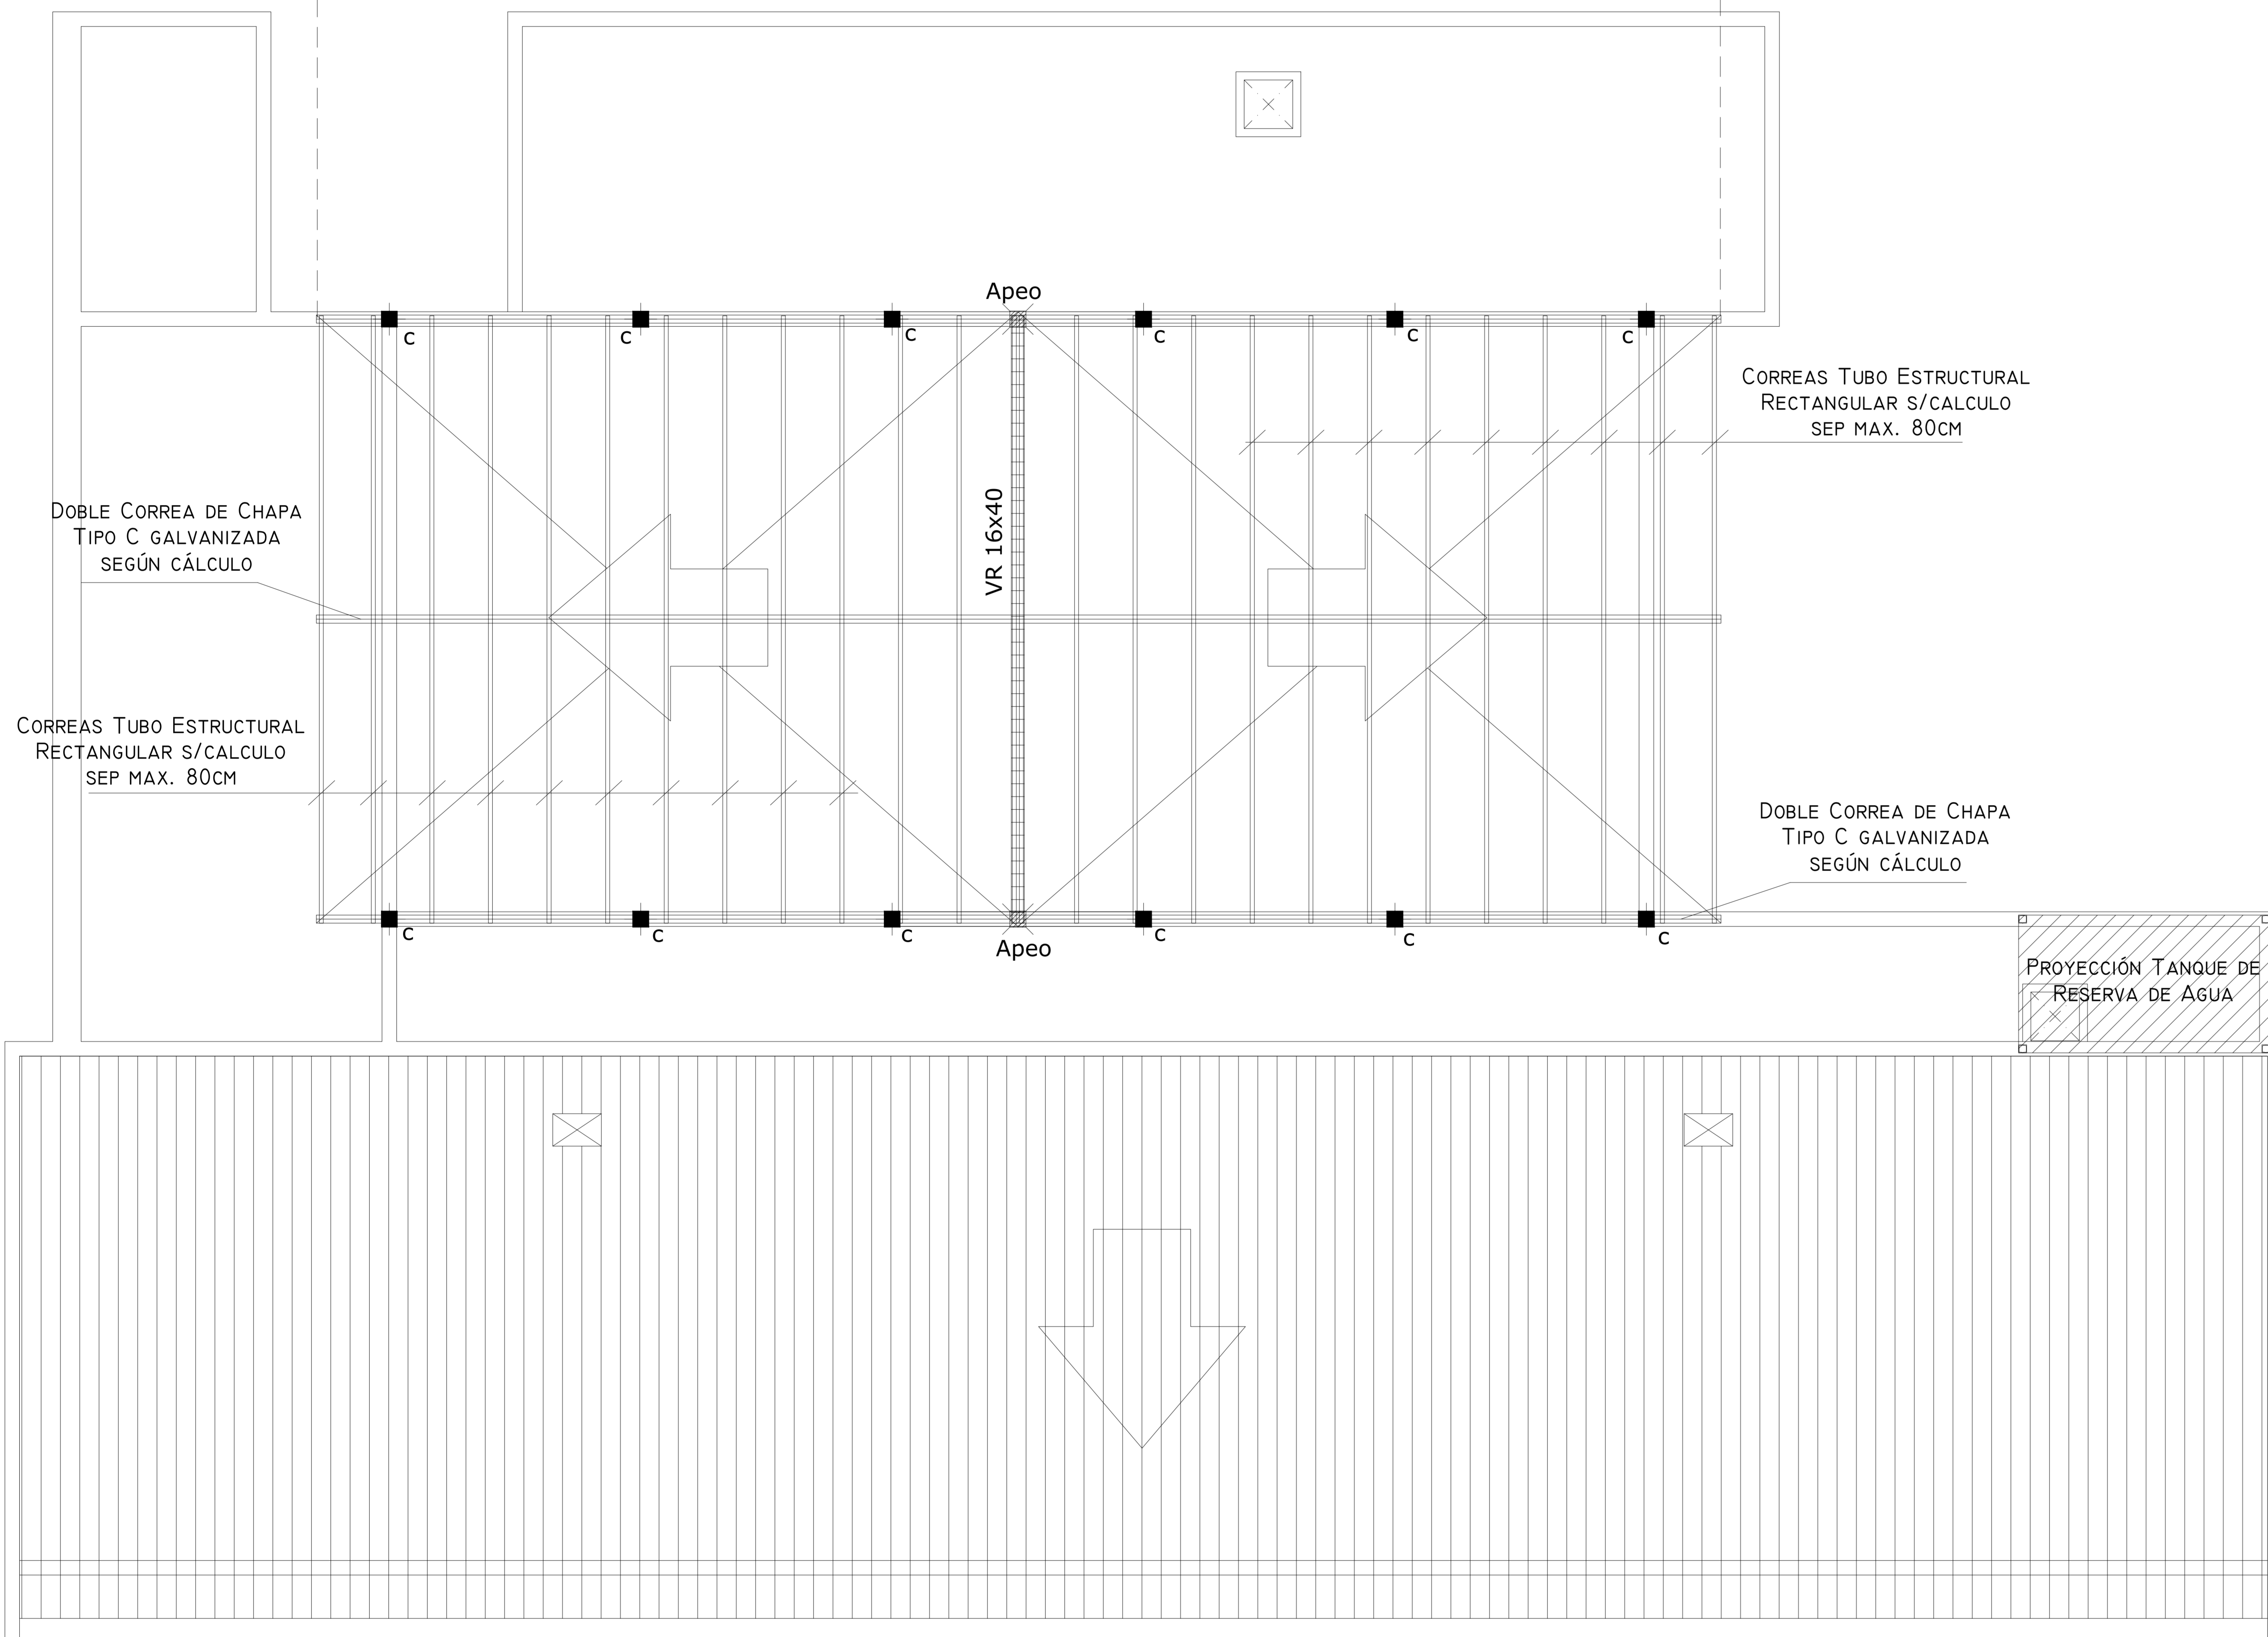 Apeo
c
c
c
c
c
c
CORREAS TUBO ESTRUCTURAL
RECTANGULAR S/CALCULO
SEP MAX. 80CM
VR 16x40
DOBLE CORREA DE CHAPA
TIPO C GALVANIZADA
SEGÚN CÁLCULO
CORREAS TUBO ESTRUCTURAL
RECTANGULAR S/CALCULO
SEP MAX. 80CM
DOBLE CORREA DE CHAPA
TIPO C GALVANIZADA
SEGÚN CÁLCULO
c
c
c
c
c
c
Apeo
PROYECCIÓN TANQUE DE
RESERVA DE AGUA